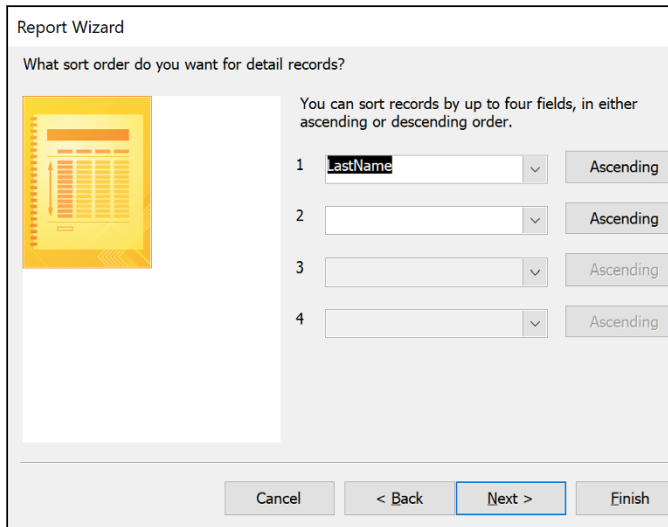 Report Wizard
What sort order do you want for detail records?
You can sort records by up to four fields, in either
ascending or descending order.
1 LastName Ascending
2 Ascending
3 Ascending
4 Ascending
Cancel < Back Next > Finish